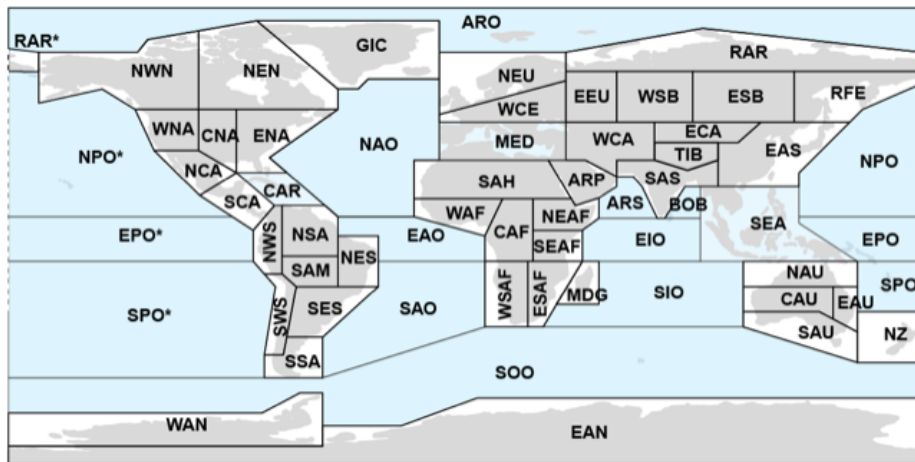 ARO
RAR*
GIC
RAR
NWN
NEN
NEU
EEU
WSB
ESB
RFE
WCE
WNA
CNA
ENA
NAO
MED
WCA
ECA
EAS
TIB
NPO*
NPO
NCA
CAR
SAH
ARP
SAS
SCA
WAF
NEAF
ARS
BOB
SEA
EPO*
NWS
NSA
EAO
CAF
SEAF
EIO
EPO
NES
SAM
NAU
SPO*
SWS
SES
SAO
WSAF
ESAF
MDG
SIO
CAU
EAU
SPO
SAU
NZ
SSA
SOO
WAN
EAN